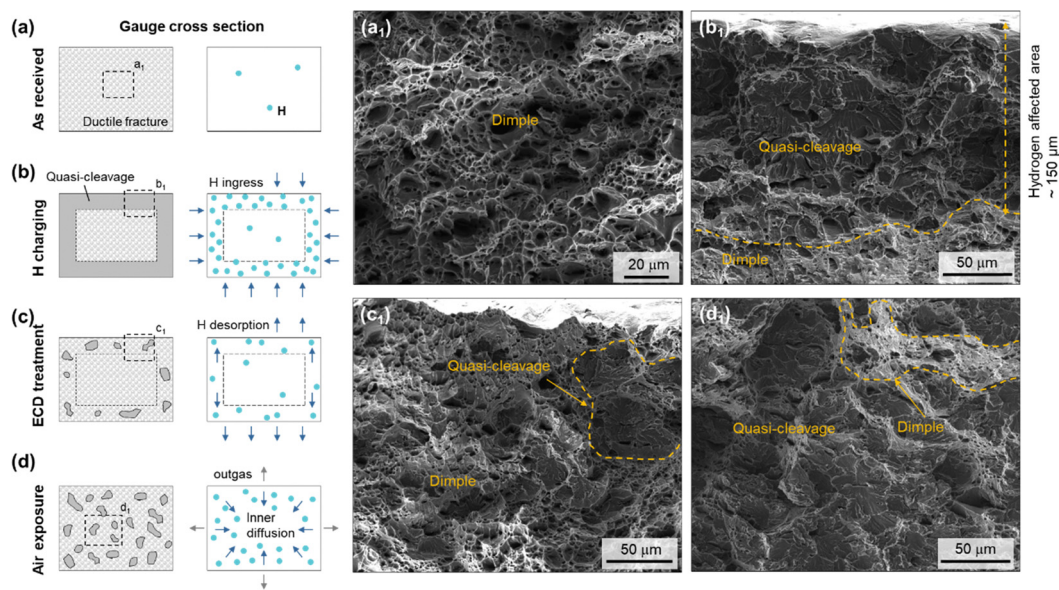 (a)
Gauge cross section
As received
a1
Ductile fracture
H
(a1)
Dimple
20 μm
(b1)
Quasi-cleavage
Dimple
50 μm
Hydrogen affected area
~ 150 μm
(b)
H charging
Quasi-cleavage
b1
H ingress
(c)
ECD treatment
c1
H desorption
(c1)
Quasi-cleavage
Dimple
50 μm
(d1)
Quasi-cleavage
Dimple
50 μm
(d)
Air exposure
d1
outgas
Inner
diffusion